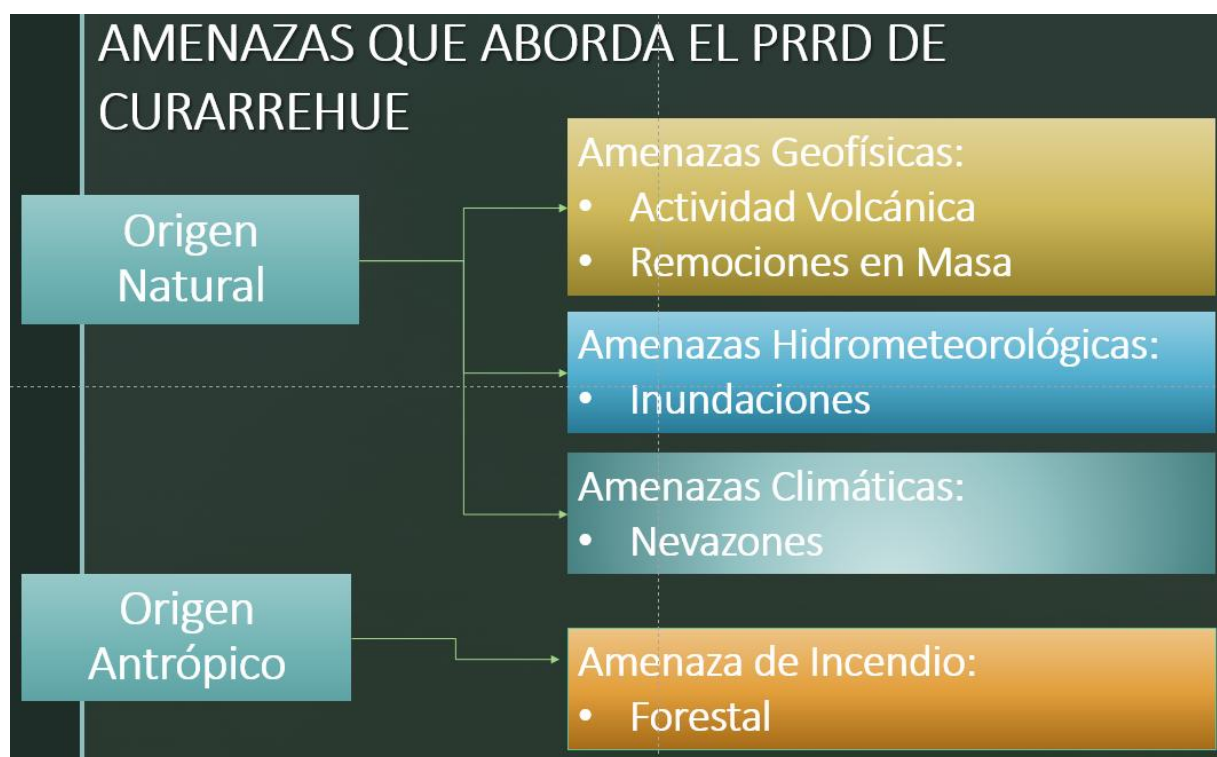 AMENAZAS QUE ABORDA EL PRRD DE
CURARREHUE
Origen
Natural
Amenazas Geofísicas:
• Actividad Volcánica
• Remociones en Masa
Amenazas Hidrometeorológicas:
• Inundaciones
Amenazas Climáticas:
• Nevazones
Origen
Antrópico
Amenaza de Incendio:
• Forestal